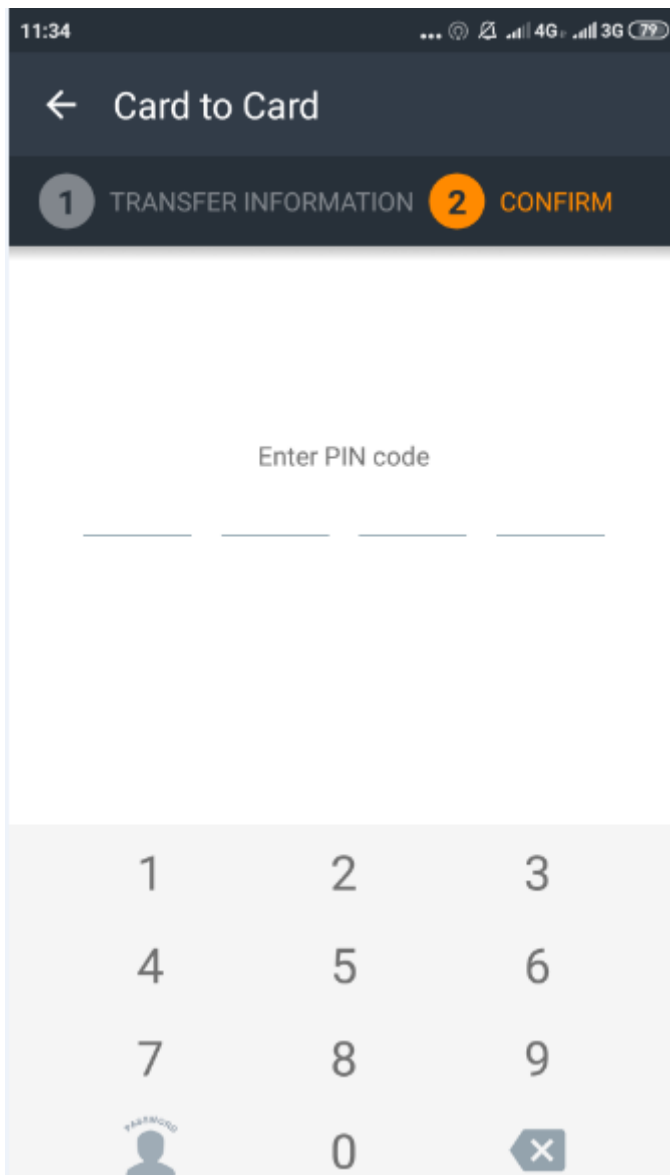 11:34 ... 4G 3G 79
Card to Card
1 TRANSFER INFORMATION 2 CONFIRM
Enter PIN code
1 2 3
4 5 6
7 8 9
PASSWORD
0